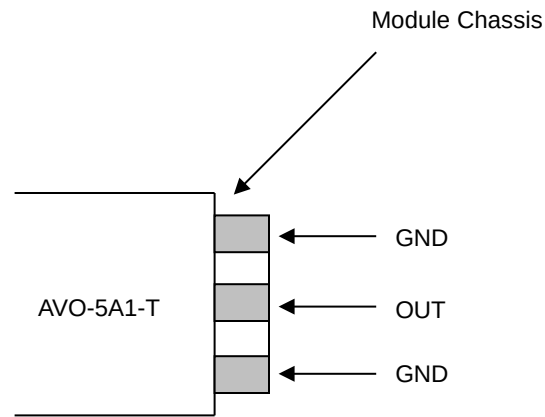 Module Chassis
GND
AVO-5A1-T
OUT
GND